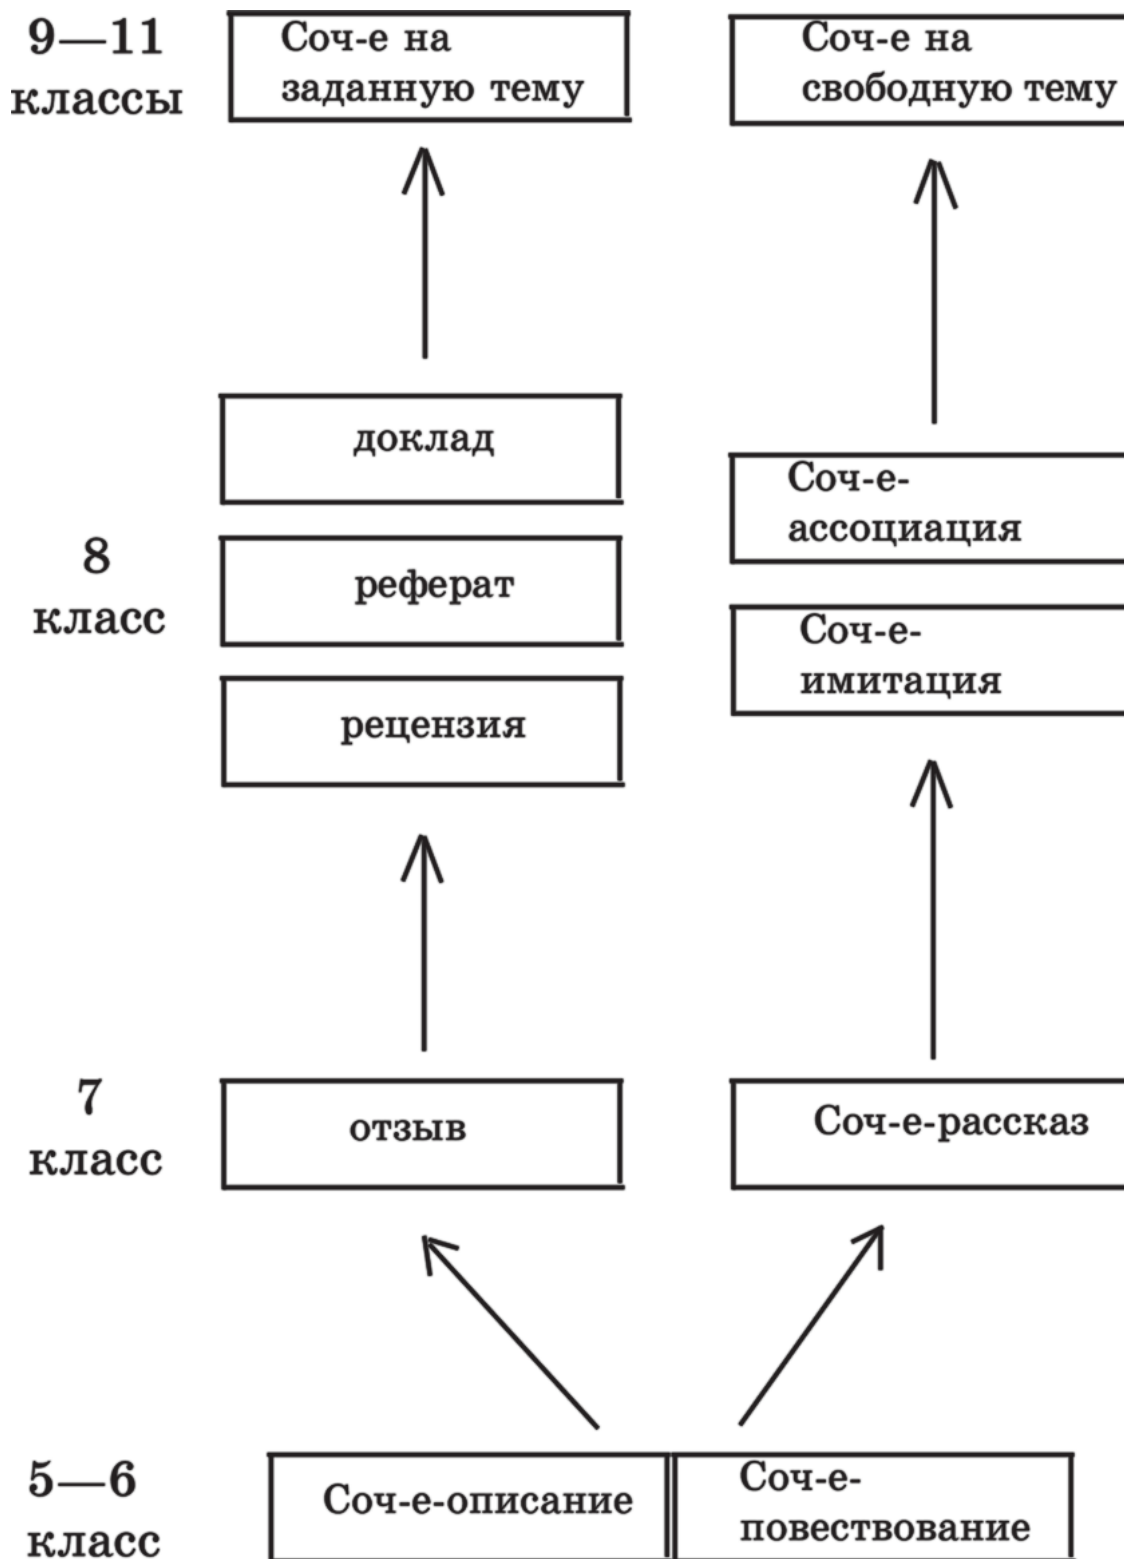 9—11
классы
Соч-е на
заданную тему
Соч-е на
свободную тему
8
класс
доклад
реферат
рецензия
Соч-е-
ассоциация
Соч-е-
имитация
7
класс
отзыв
Соч-е-рассказ
5—6
класс
Соч-е-описание
Соч-е-
повествование